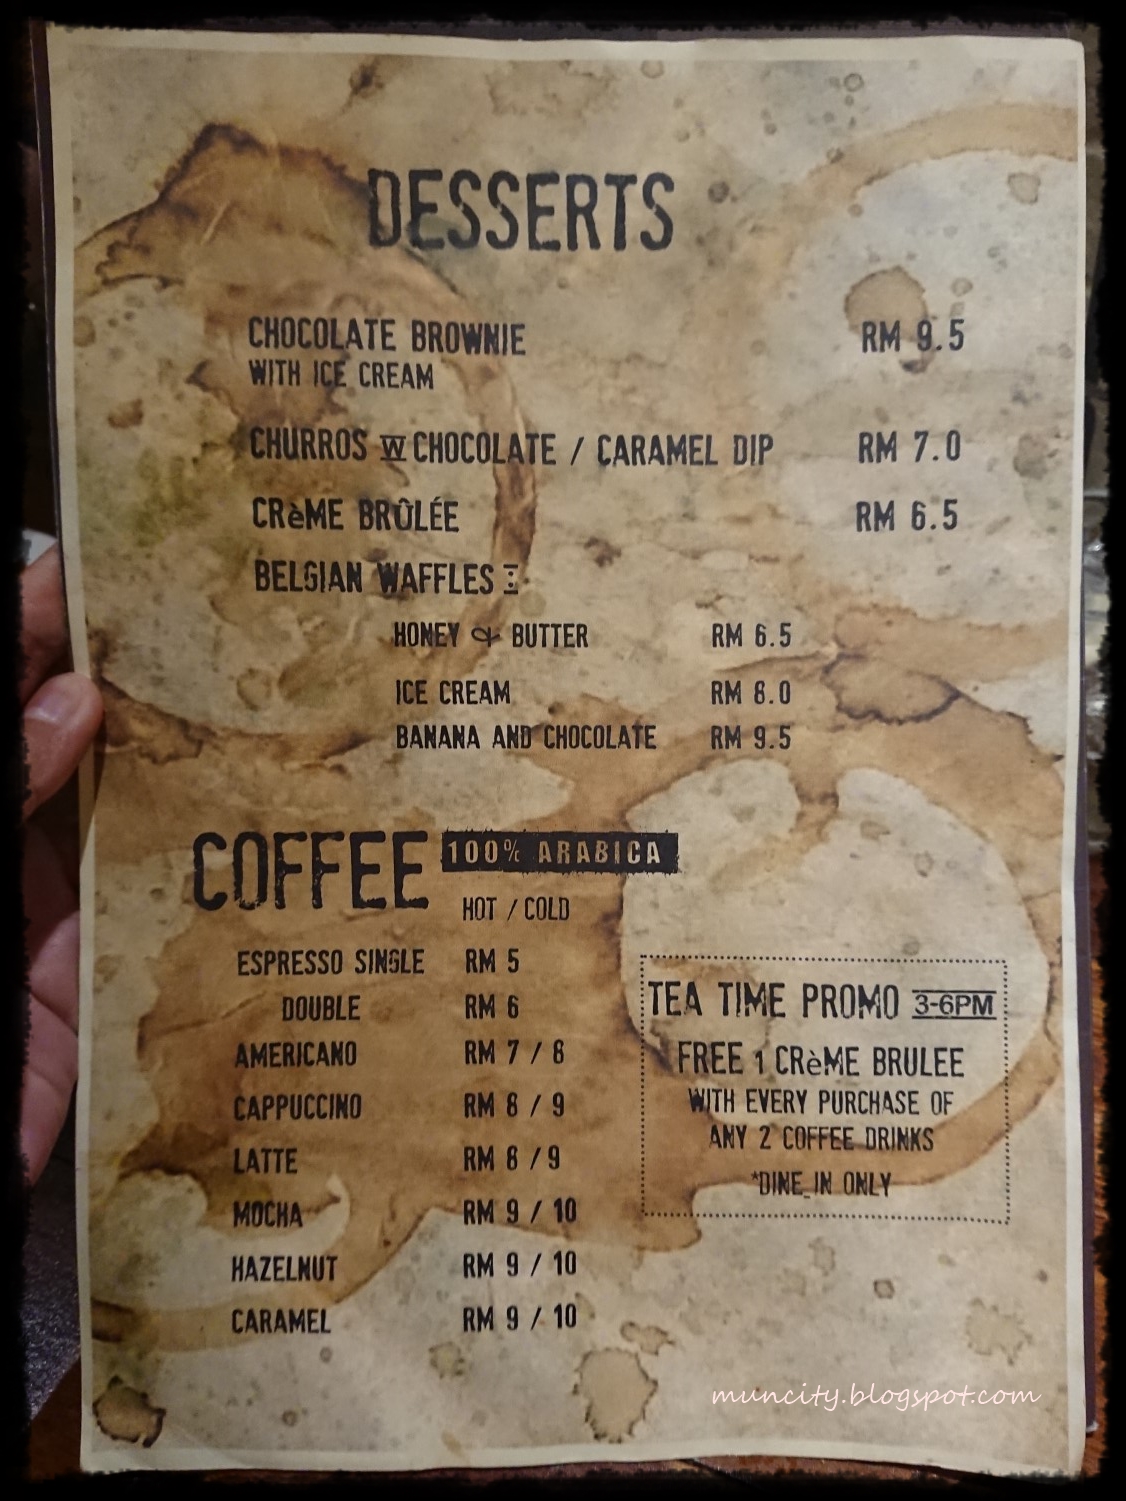 DESSERTS
CHOCOLATE BROWNIE RM 9.5
WITH ICE CREAM
CHURROS W CHOCOLATE / CARAMEL DIP RM 7.0
CRèME BRÛLÉE RM 6.5
BELGIAN WAFFLES :
HONEY & BUTTER RM 6.5
ICE CREAM RM 8.0
BANANA AND CHOCOLATE RM 9.5
COFFEE 100% ARABICA
HOT / COLD
ESPRESSO SINGLE RM 5
DOUBLE RM 6
AMERICANO RM 7 / 8
CAPPUCCINO RM 8 / 9
LATTE RM 8 / 9
MOCHA RM 9 / 10
HAZELNUT RM 9 / 10
CARAMEL RM 9 / 10
TEA TIME PROMO 3-6PM
FREE 1 CRèME BRULEE
WITH EVERY PURCHASE OF
ANY 2 COFFEE DRINKS
*DINE_IN ONLY
muncity.blogspot.com